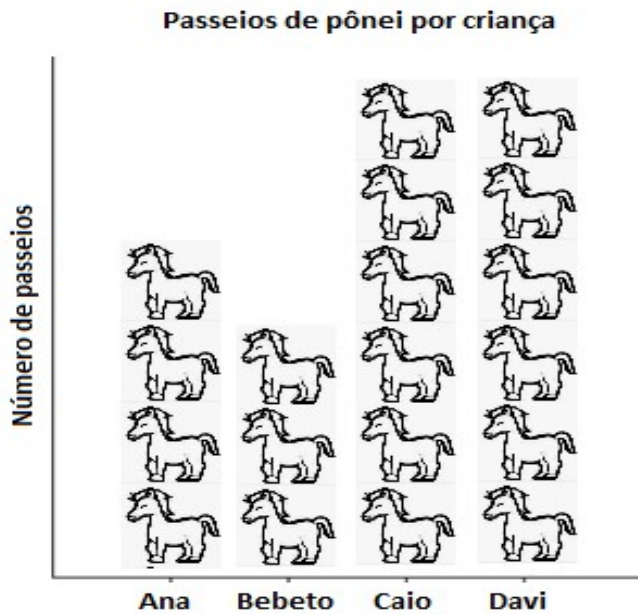 Passeios de pônei por criança
Número de passeios
Ana Bebeto Caio Davi